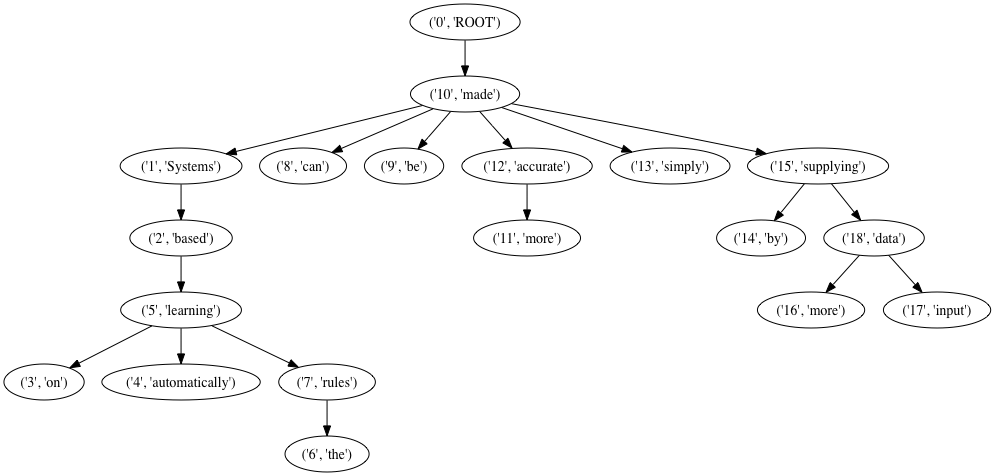 ('0', 'ROOT')
('10', 'made')
('1', 'Systems') ('8', 'can') ('9', 'be') ('12', 'accurate') ('13', 'simply') ('15', 'supplying')
('2', 'based') ('11', 'more') ('14', 'by') ('18', 'data')
('5', 'learning') ('16', 'more') ('17', 'input')
('3', 'on') ('4', 'automatically') ('7', 'rules')
('6', 'the')